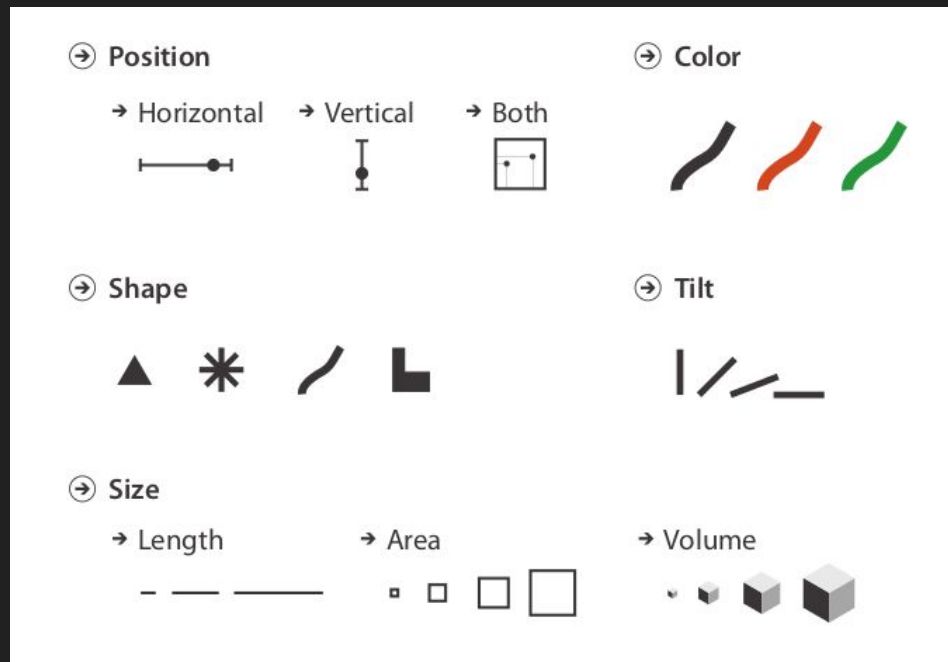 Position
Color
Horizontal
Vertical
Both
Shape
Tilt
Size
Length
Area
Volume